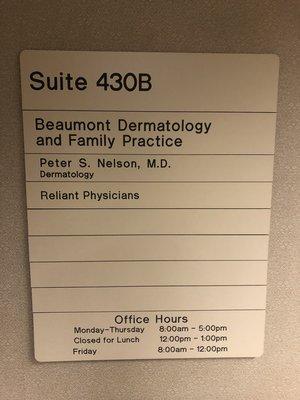 Suite 430B
Beaumont Dermatology
and Family Practice
Peter S. Nelson, M.D.
Dermatology
Reliant Physicians
Office Hours
Monday-Thursday 8:00am - 5:00pm
Closed for Lunch 12:00pm - 1:00pm
Friday 8:00am - 12:00pm